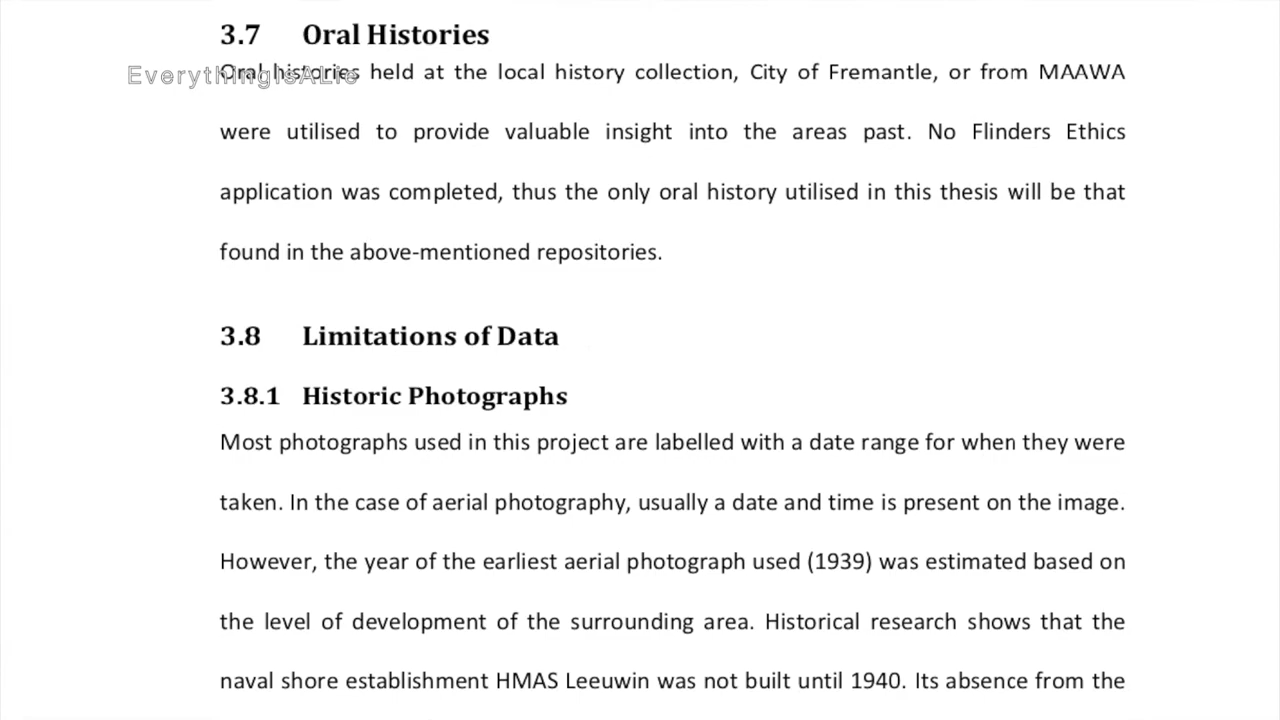 3.7 Oral Histories
EverythingIsALie
Oral histories held at the local history collection, City of Fremantle, or from MAAWA
were utilised to provide valuable insight into the areas past. No Flinders Ethics
application was completed, thus the only oral history utilised in this thesis will be that
found in the above-mentioned repositories.
3.8 Limitations of Data
3.8.1 Historic Photographs
Most photographs used in this project are labelled with a date range for when they were
taken. In the case of aerial photography, usually a date and time is present on the image.
However, the year of the earliest aerial photograph used (1939) was estimated based on
the level of development of the surrounding area. Historical research shows that the
naval shore establishment HMAS Leeuwin was not built until 1940. Its absence from the